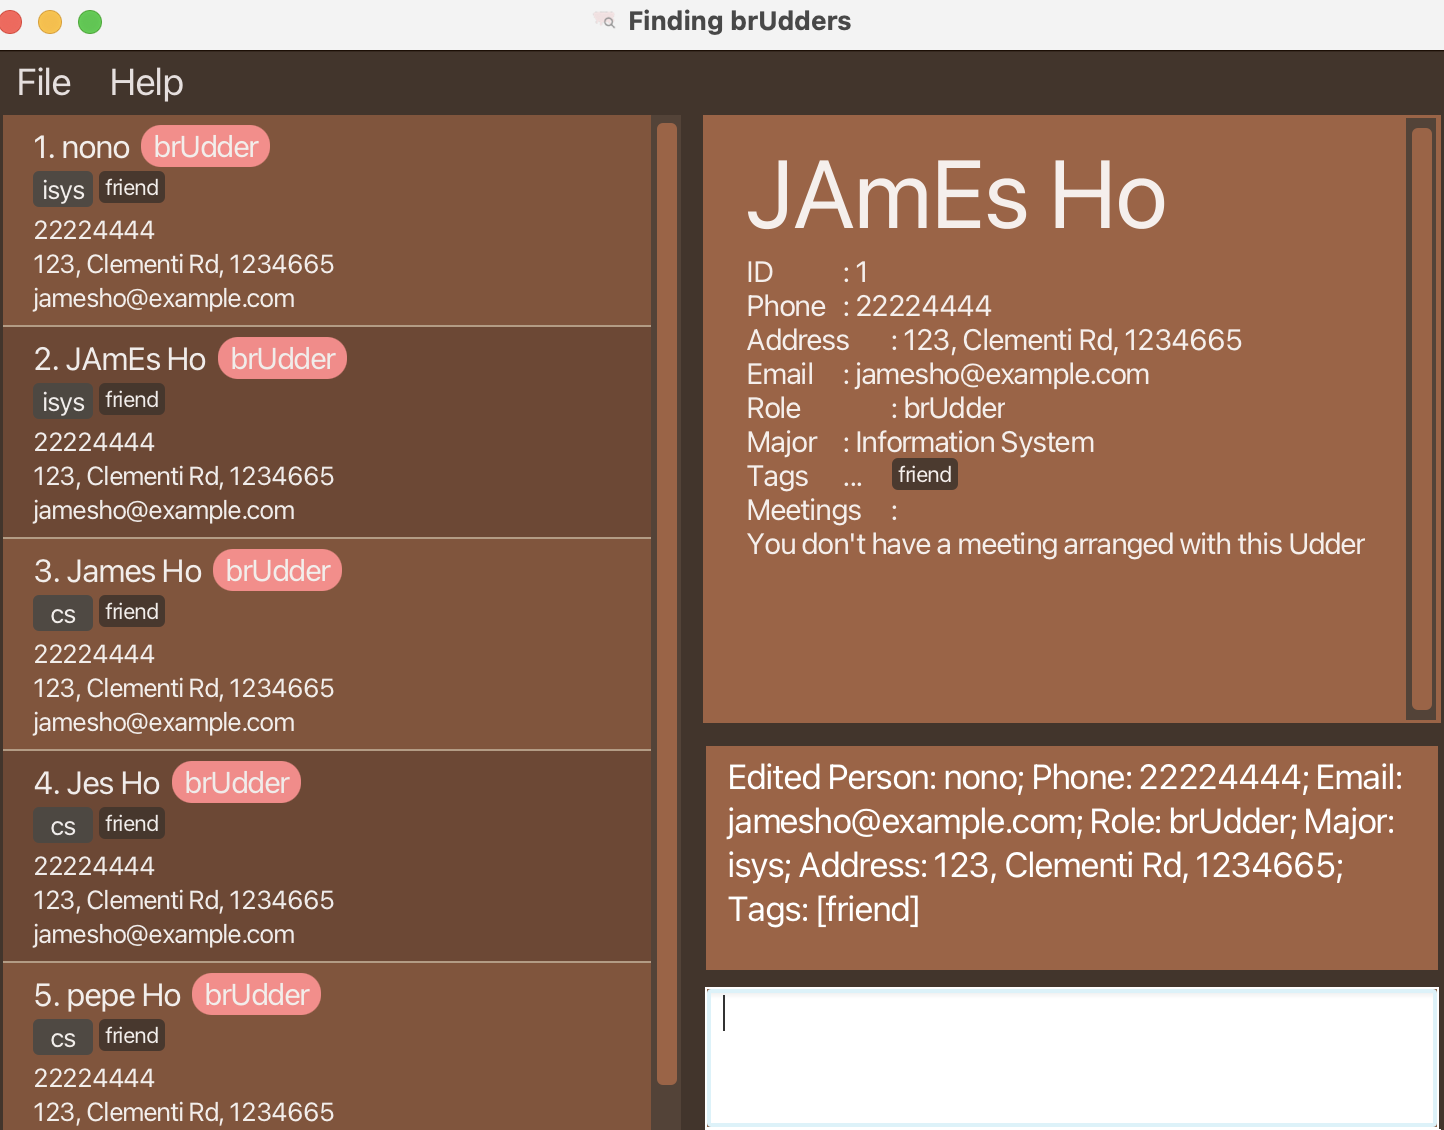 Finding brUdders
File Help
1. nono brUdder
isys friend
22224444
123, Clementi Rd, 1234665
jamesho@example.com
2. JAmEs Ho brUdder
isys friend
22224444
123, Clementi Rd, 1234665
jamesho@example.com
3. James Ho brUdder
cs friend
22224444
123, Clementi Rd, 1234665
jamesho@example.com
4. Jes Ho brUdder
cs friend
22224444
123, Clementi Rd, 1234665
jamesho@example.com
5. pepe Ho brUdder
cs friend
22224444
123, Clementi Rd, 1234665
JAmEs Ho
ID : 1
Phone : 22224444
Address : 123, Clementi Rd, 1234665
Email : jamesho@example.com
Role : brUdder
Major : Information System
Tags ... friend
Meetings :
You don't have a meeting arranged with this Udder
Edited Person: nono; Phone: 22224444; Email:
jamesho@example.com; Role: brUdder; Major:
isys; Address: 123, Clementi Rd, 1234665;
Tags: [friend]